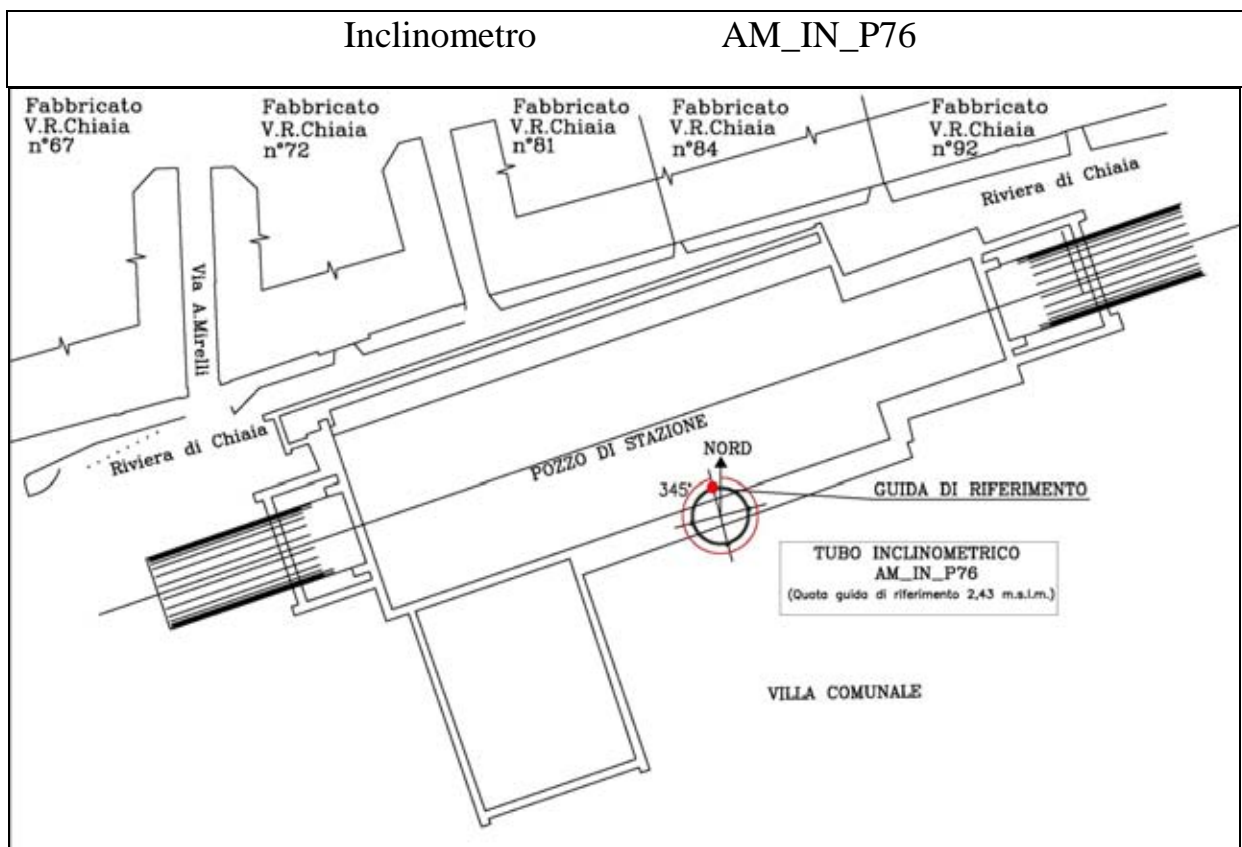 Inclinometro AM_IN_P76
Fabbricato
V.R.Chiaia
n°67
Fabbricato
V.R.Chiaia
n°72
Fabbricato
V.R.Chiaia
n°81
Fabbricato
V.R.Chiaia
n°84
Fabbricato
V.R.Chiaia
n°92
Riviera di Chiaia
Via A.Mirelli
Riviera di Chiaia
POZZO DI STAZIONE
NORD
345°
GUIDA DI RIFERIMENTO
TUBO INCLINOMETRICO
AM_IN_P76
(Quota guida di riferimento 2,43 m.s.l.m.)
VILLA COMUNALE